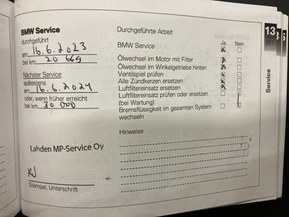 BMW Service
durchgeführt
am 16.6.2023
bei km 20 669
Nächster Service
spätestens
am 16.6.2024
oder, wenn früher erreicht
bei km 30 000
Lahden MP-Service Oy
Stempel, Unterschrift
Durchgeführte Arbeit
Ja Nein
BMW Service
Ölwechsel im Motor mit Filter
Ölwechsel im Winkelgetriebe hinten
Ventilspiel prüfen
Alle Zündkerzen ersetzt
Luftfiltereinsatz ersetzt
Luftfiltereinsatz prüfen oder ersetzen
(bei Wartung)
Bremsflüssigkeit im gesamten System
wechseln
Hinweise
13
Service